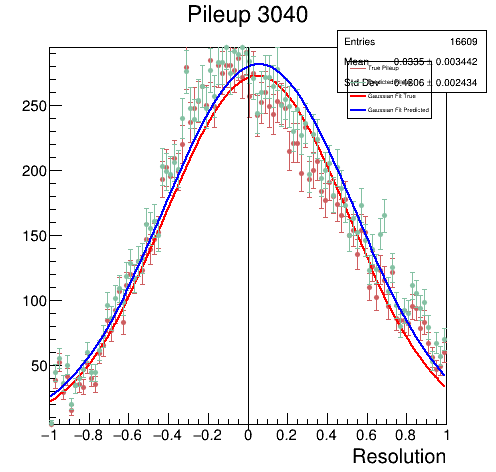 Pileup 3040
Entries 16609
Mean 0.0335 ± 0.003442
True Pileup
Std Dev 0.4606 ± 0.002434
Gaussian Fit True
Gaussian Fit Predicted
250
200
150
100
50
−1 −0.8 −0.6 −0.4 −0.2 0 0.2 0.4 0.6 0.8 1
Resolution